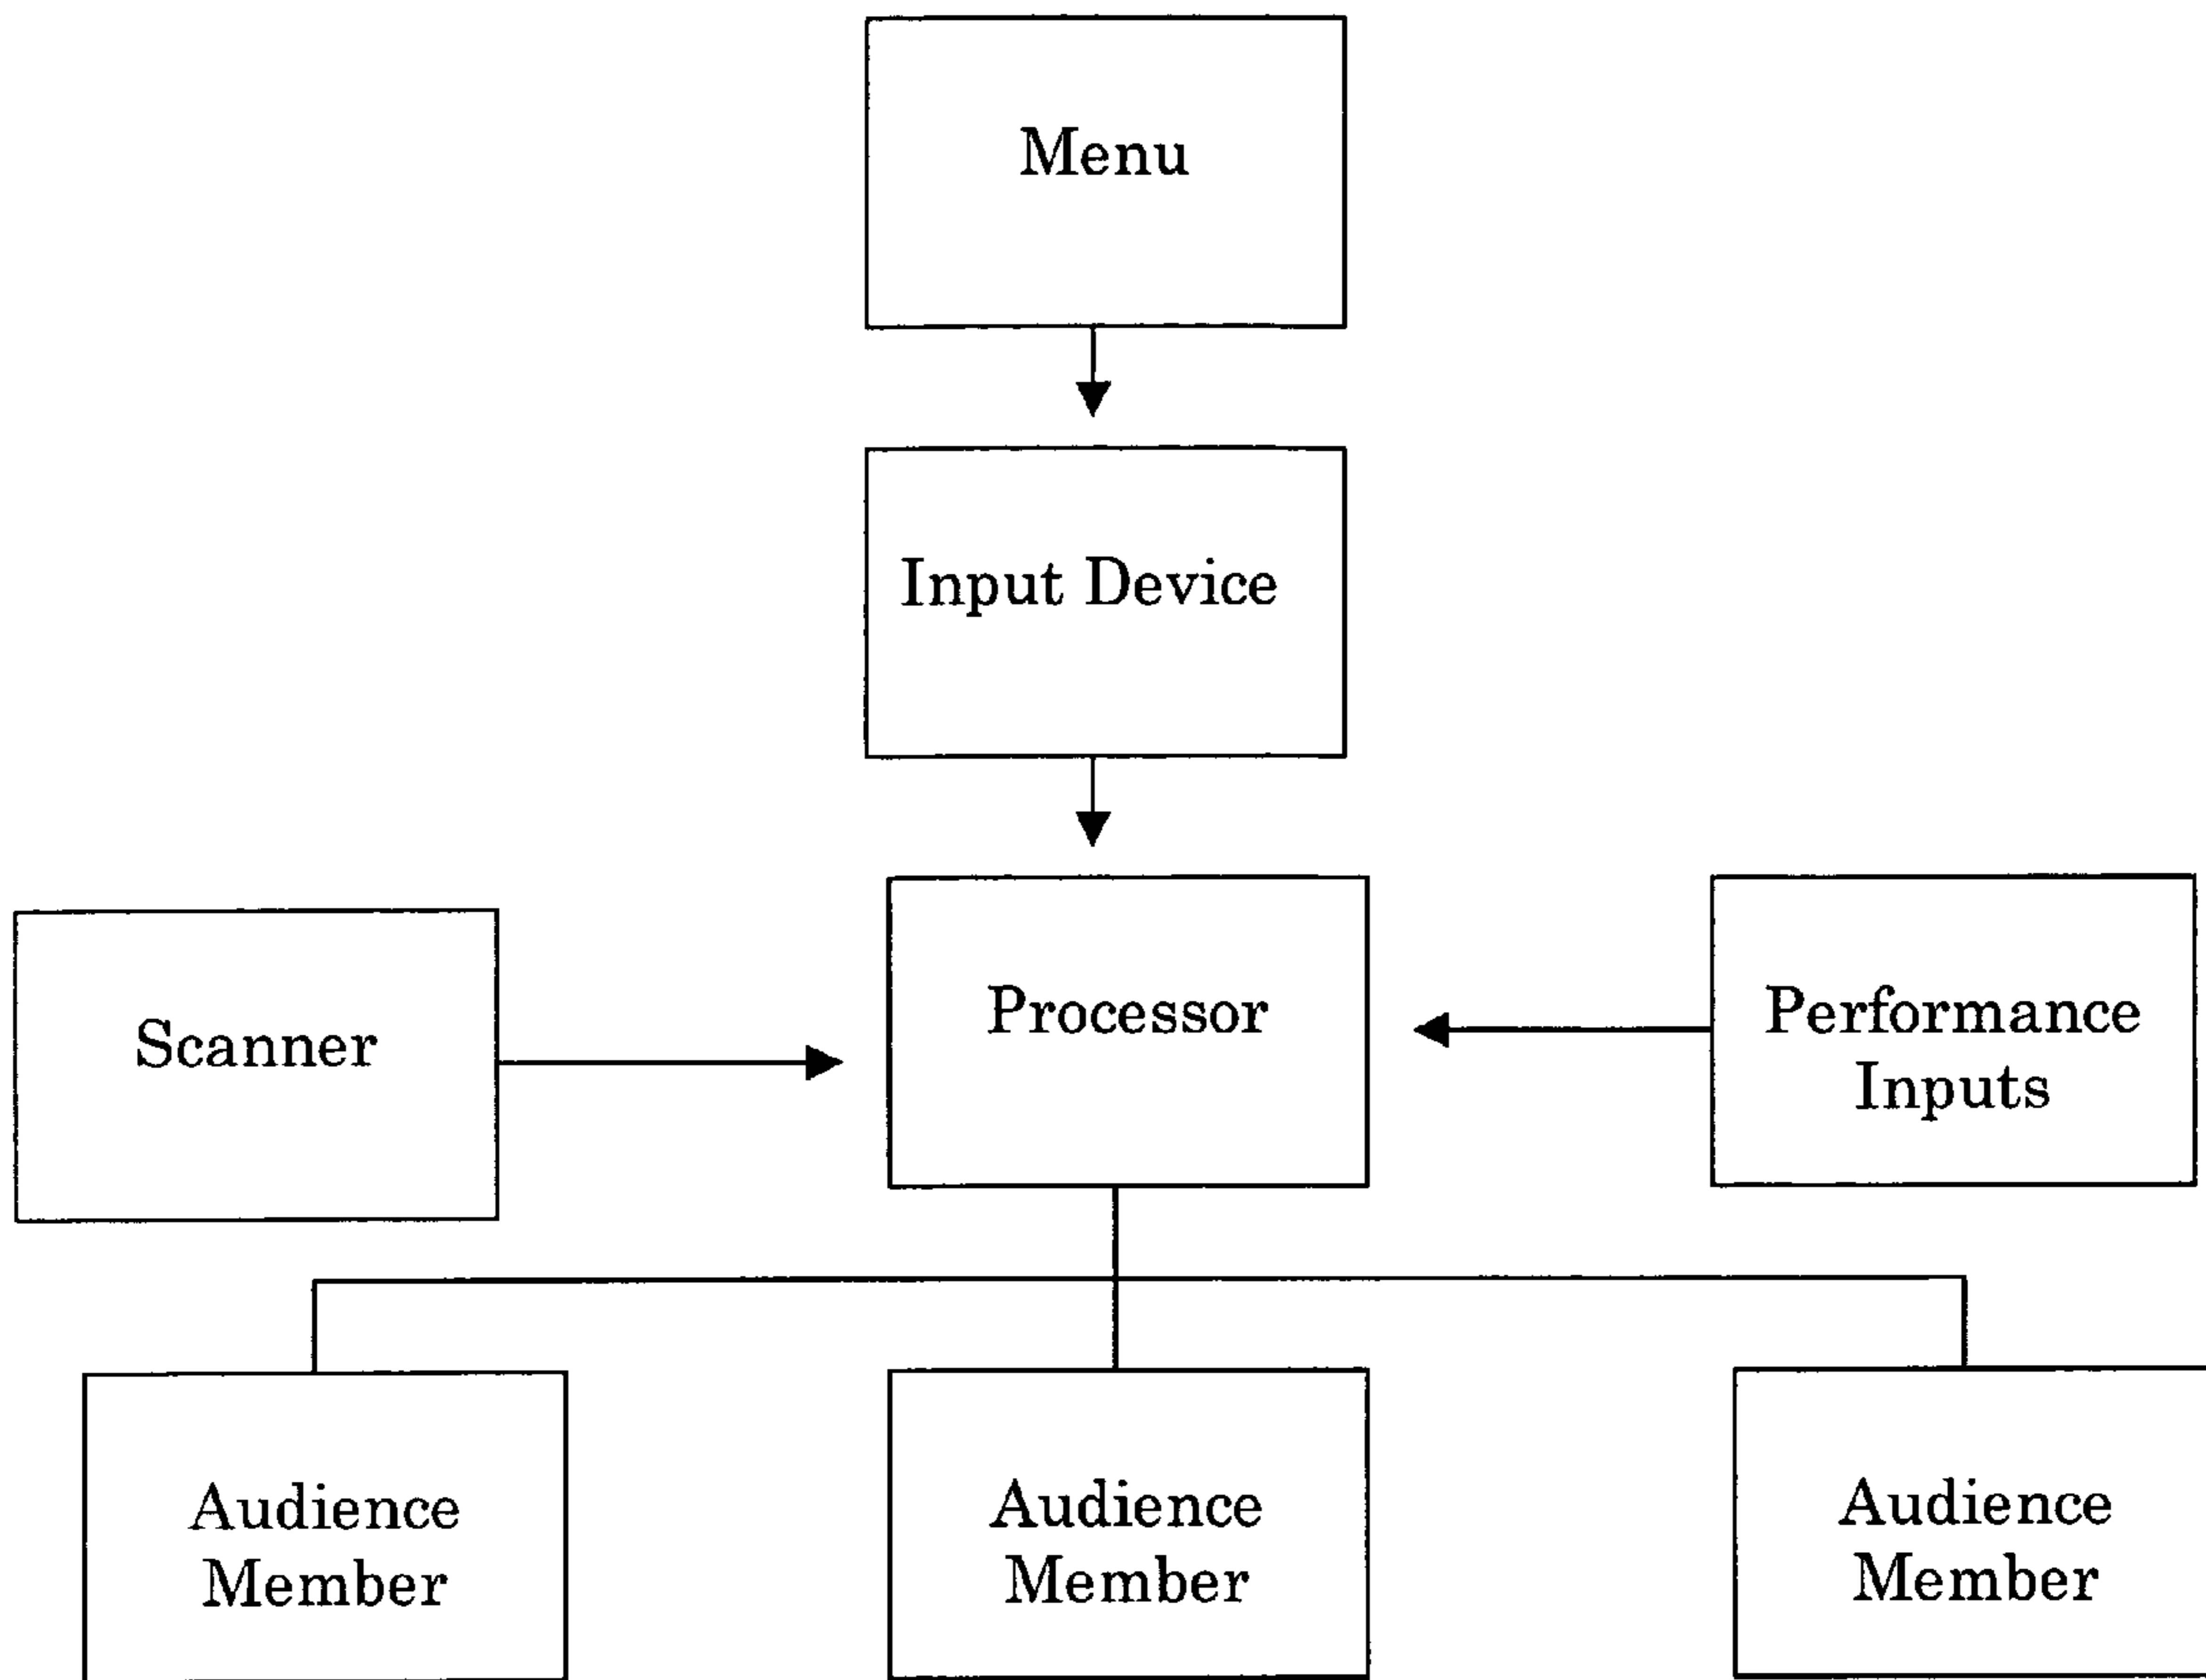 Menu
Input Device
Scanner
Processor
Performance
Inputs
Audience
Member
Audience
Member
Audience
Member